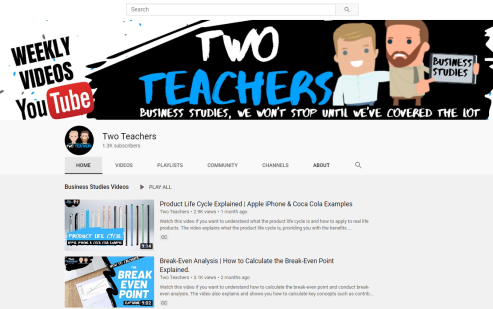 Search
WEEKLY
VIDEOS
YouTube
TWO
TEACHERS
BUSINESS
STUDIES
BUSINESS STUDIES, WE WON'T STOP UNTIL WE'VE COVERED THE LOT
Two Teachers
1.3K subscribers
HOME VIDEOS PLAYLISTS COMMUNITY CHANNELS ABOUT
Business Studies Videos PLAY ALL
PRODUCT LIFE CYCLE
9:14
Product Life Cycle Explained | Apple iPhone & Coca Cola Examples
Two Teachers • 2.9K views • 1 month ago
Watch this video if you want to understand what the product life cycle is and how to apply to real life
products. The video explains what the product life cycle is, providing you with the benefits ...
CC
BREAK
EVEN
POINT
9:02
Break-Even Analysis | How to Calculate the Break-Even Point
Explained.
Two Teachers • 3.1K views • 2 months ago
Watch this video if you want to understand how to calculate the break-even point and conduct break-
even analysis. The video also explains and shows you how to calculate key concepts such as contrib...
CC